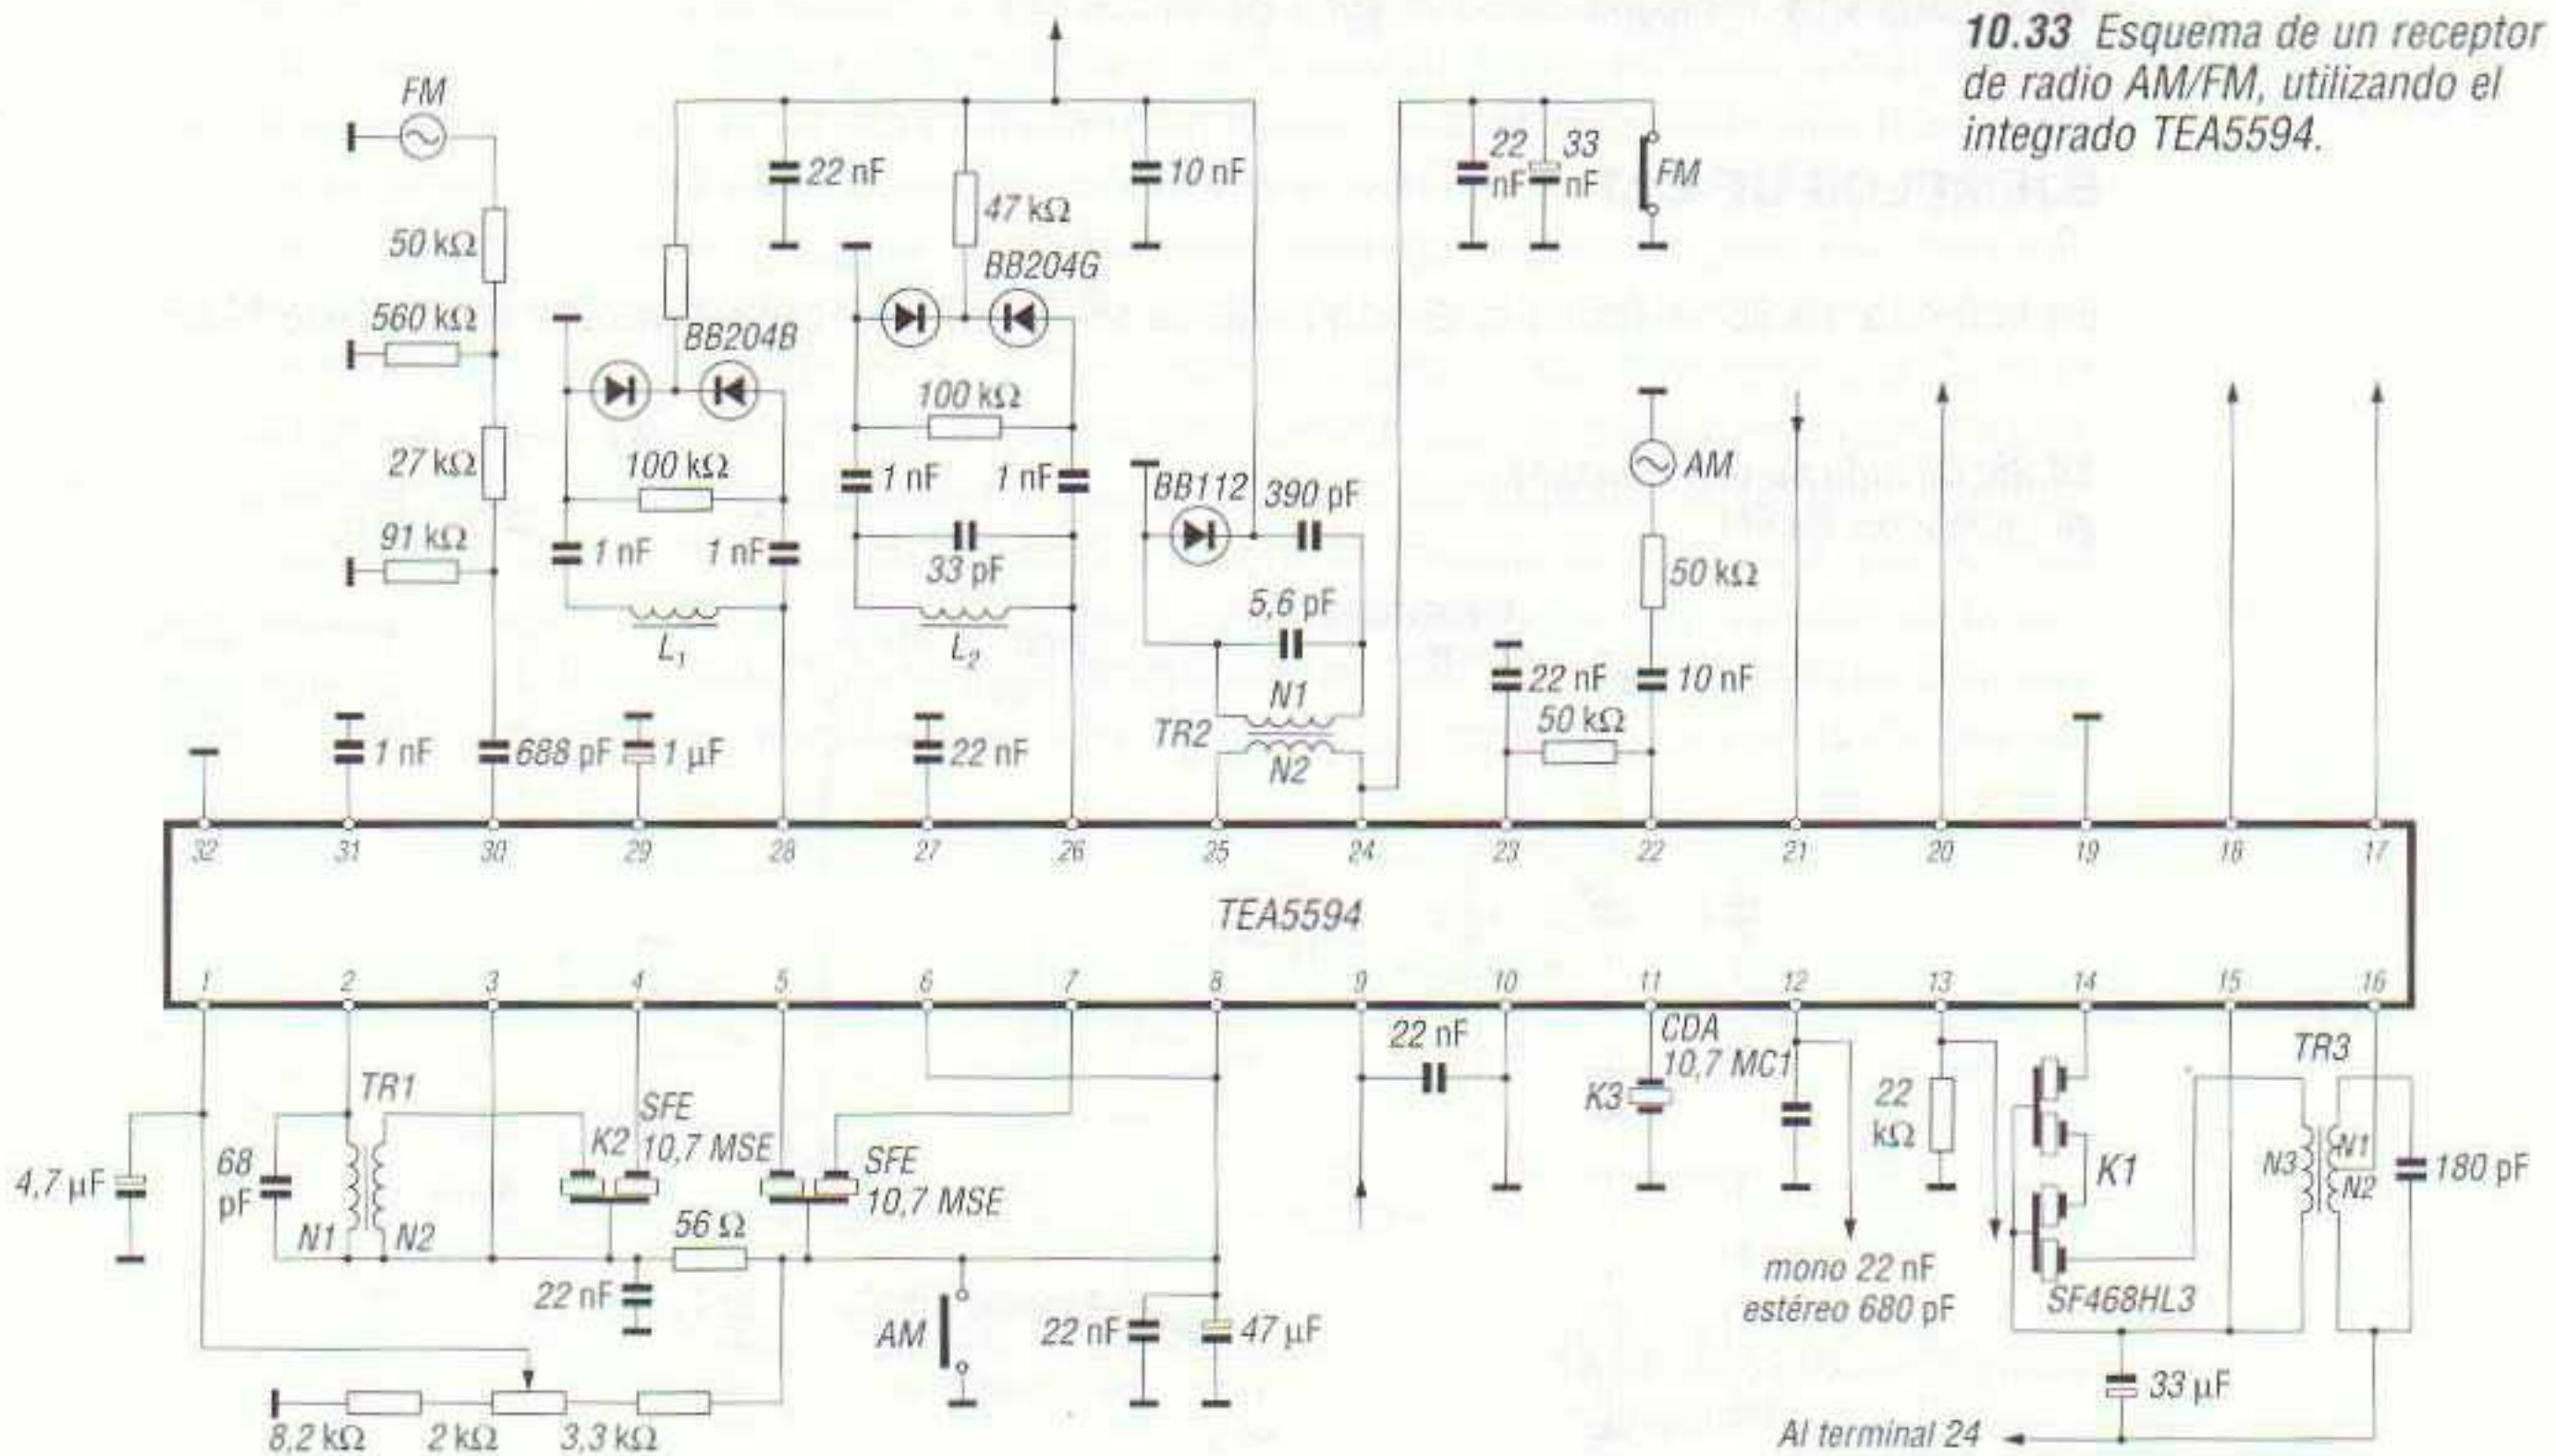 10.33 Esquema de un receptor
de radio AM/FM, utilizando el
integrado TEA5594.
FM
50 kΩ
560 kΩ
27 kΩ
91 kΩ
22 nF
BB204B
100 kΩ
1 nF
1 nF
L₁
47 kΩ
BB204G
100 kΩ
1 nF
1 nF
33 pF
L₂
10 nF
BB112
390 pF
5,6 pF
N1
TR2
N2
22
nF
33
nF
FM
AM
50 kΩ
22 nF
10 nF
50 kΩ
1 nF
688 pF
1 µF
22 nF
32
31
30
29
28
27
26
25
24
23
22
21
20
19
18
17
TEA5594
1
2
3
4
5
6
7
8
9
10
11
12
13
14
15
16
4,7 µF
68
pF
TR1
N1
N2
K2
SFE
10,7 MSE
SFE
10,7 MSE
56 Ω
22 nF
8,2 kΩ
2 kΩ
3,3 kΩ
AM
22 nF
47 µF
22 nF
K3
CDA
10,7 MC1
mono 22 nF
estéreo 680 pF
22
kΩ
K1
SF468HL3
TR3
N3
N1
N2
180 pF
33 µF
Al terminal 24